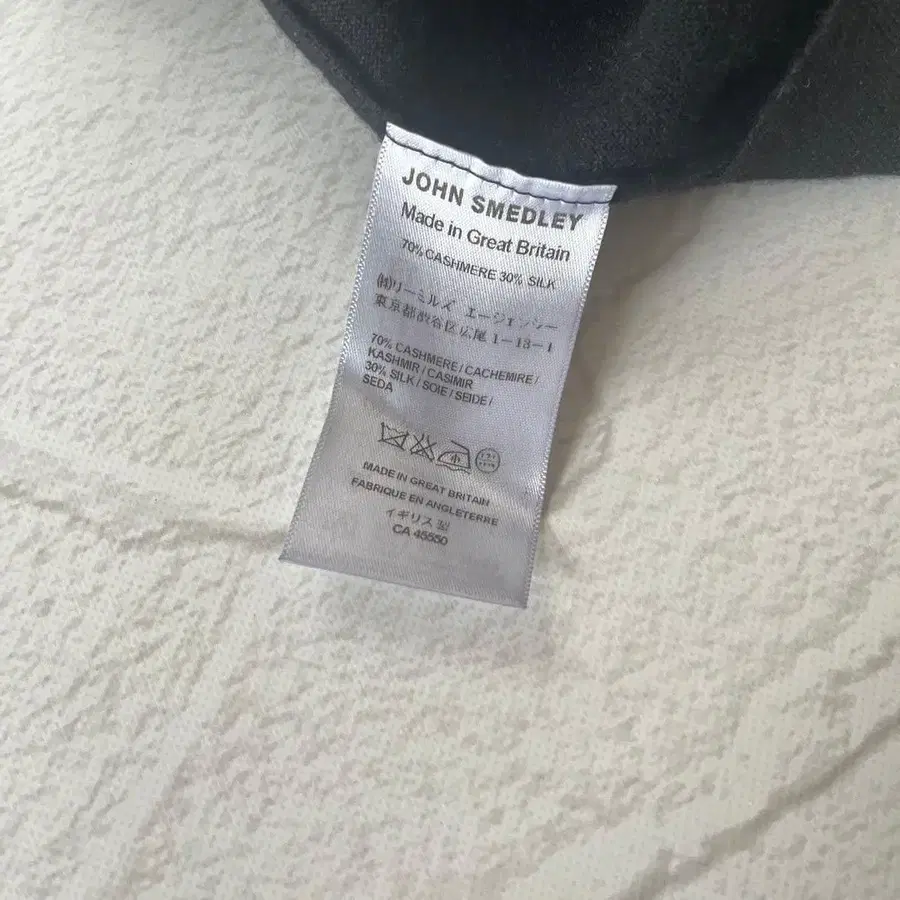 JOHN SMEDLEY
Made in Great Britain
70% CASHMERE 30% SILK
㈱リーミルズ エージェンシー
東京都渋谷区広尾 1-13-1
70% CASHMERE / CACHEMIRE /
KASHMIR / CASIMIR
30% SILK / SOIE / SEIDE /
SEDA
MADE IN GREAT BRITAIN
FABRIQUE EN ANGLETERRE
イギリス製
CA 45550